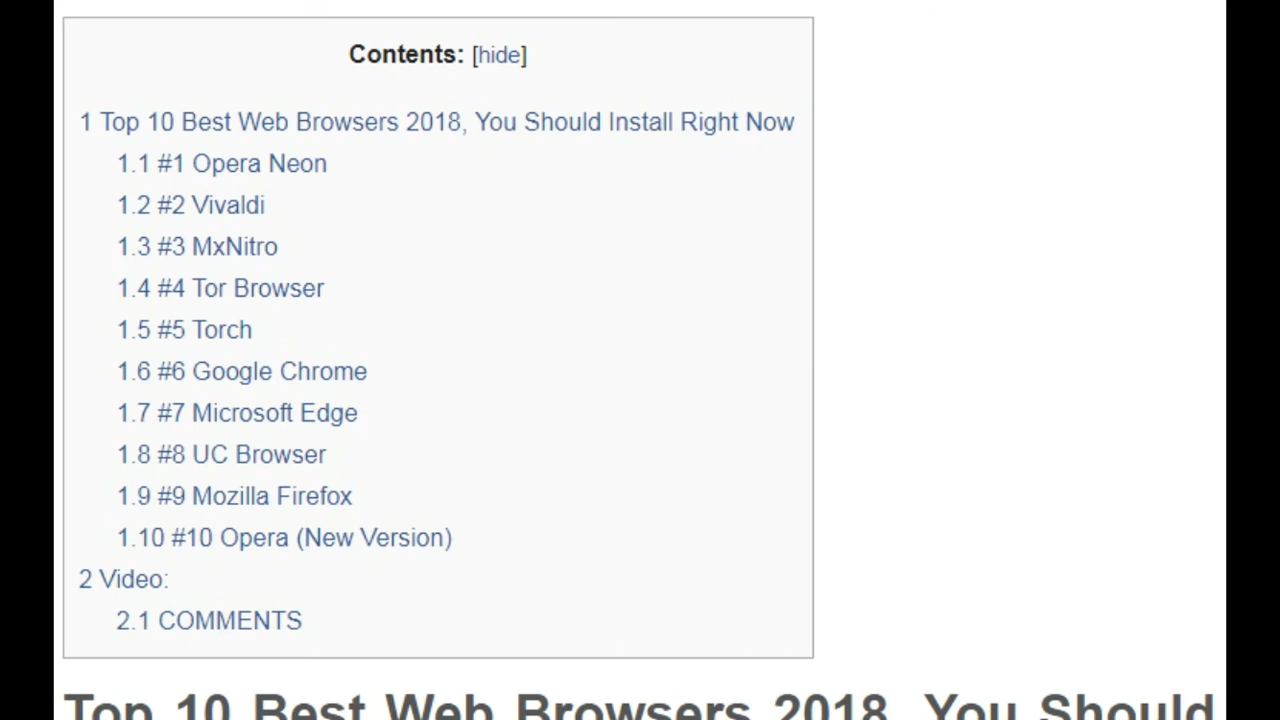 Contents: [hide]
1 Top 10 Best Web Browsers 2018, You Should Install Right Now
1.1 #1 Opera Neon
1.2 #2 Vivaldi
1.3 #3 MxNitro
1.4 #4 Tor Browser
1.5 #5 Torch
1.6 #6 Google Chrome
1.7 #7 Microsoft Edge
1.8 #8 UC Browser
1.9 #9 Mozilla Firefox
1.10 #10 Opera (New Version)
2 Video:
2.1 COMMENTS
Top 10 Best Web Browsers 2018, You Should